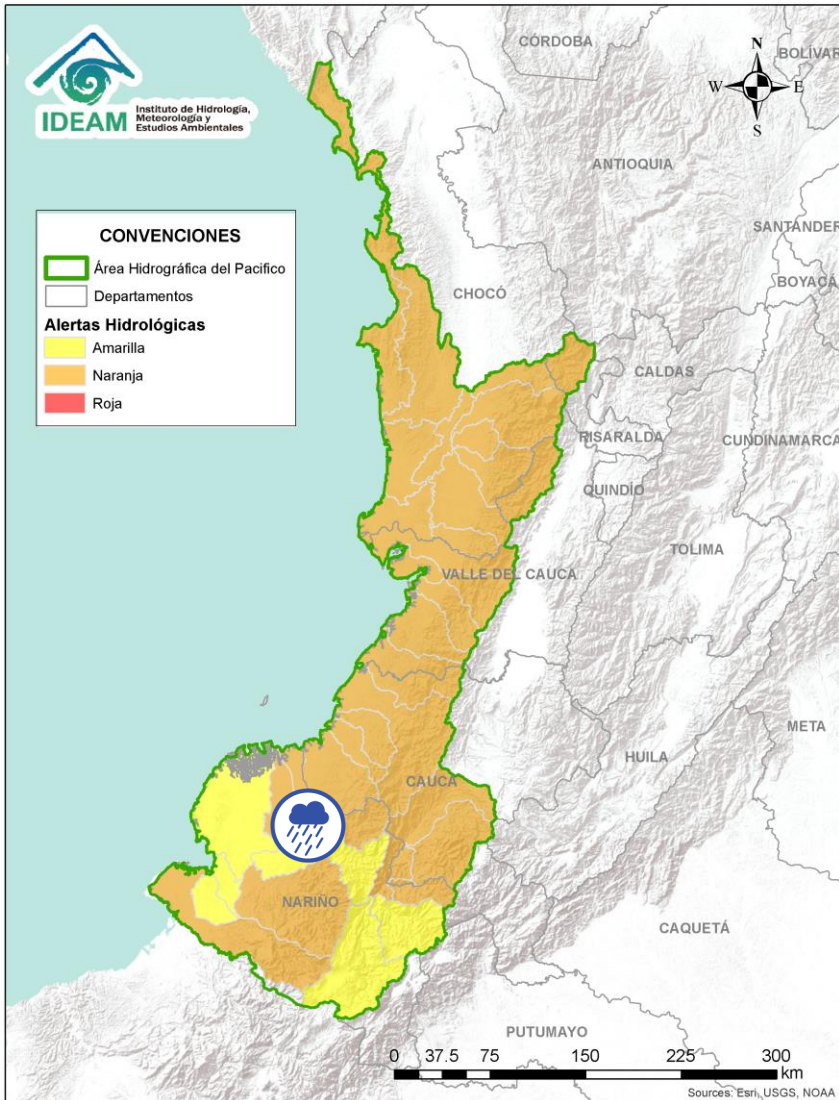 IDEAM
Instituto de Hidrología,
Meteorología y
Estudios Ambientales
CÓRDOBA
BOLÍVAR
N
W
E
S
ANTIOQUIA
SANTANDER
BOYACÁ
CONVENCIONES
Área Hidrográfica del Pacifico
Departamentos
Alertas Hidrológicas
Amarilla
Naranja
Roja
CHOCÓ
CALDAS
RISARALDA
CUNDINAMARCA
QUINDÍO
TOLIMA
VALLE DEL CAUCA
META
HUILA
CAUCA
NARIÑO
CAQUETÁ
PUTUMAYO
0 37.5 75 150 225 300
km
Sources: Esri, USGS, NOAA